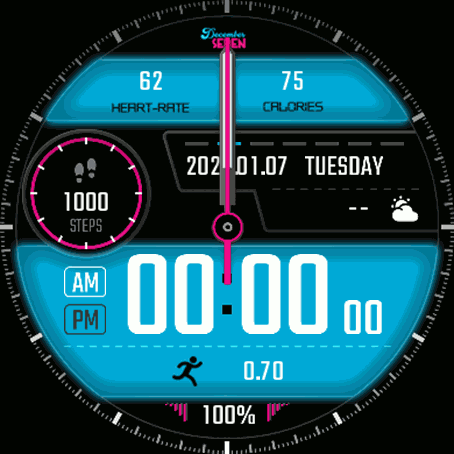 December
SEVEN
62 75
HEART-RATE CALORIES
202 01.07 TUESDAY
1000
STEPS
--
AM
PM
00:00 00
0.70
100%